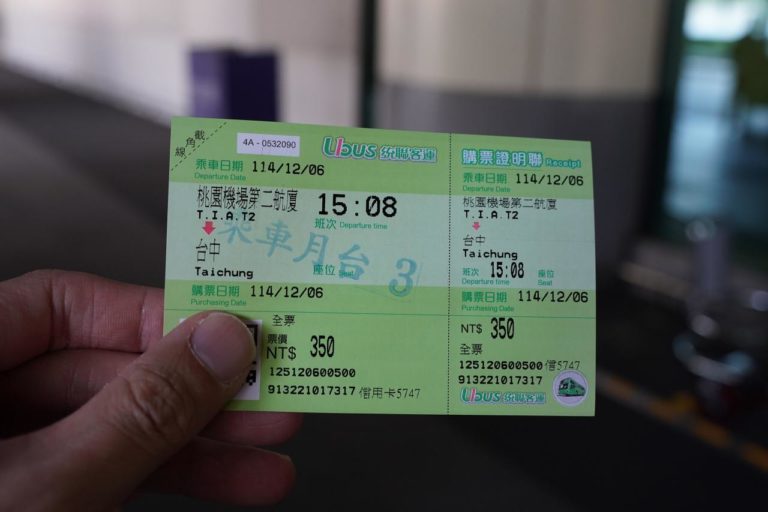 截角線
4A - 0532090
Ubus 統聯客運
乘車日期 114/12/06
Departure Date
桃園機場第二航廈
T.I.A.T2
15:08
班次 Departure time
台中
Taichung
座位 Seat
乘車月台 3
購票日期 114/12/06
Purchasing Date
全票
票價
NT$ 350
125120600500
913221017317 信用卡5747
購票證明聯 Receipt
乘車日期 114/12/06
Departure Date
桃園機場第二航廈
T.I.A.T2
台中
Taichung
班次 15:08 座位
Seat
購票日期 114/12/06
Purchasing Date
NT$ 350
全票
125120600500 信5747
913221017317
Ubus 統聯客運